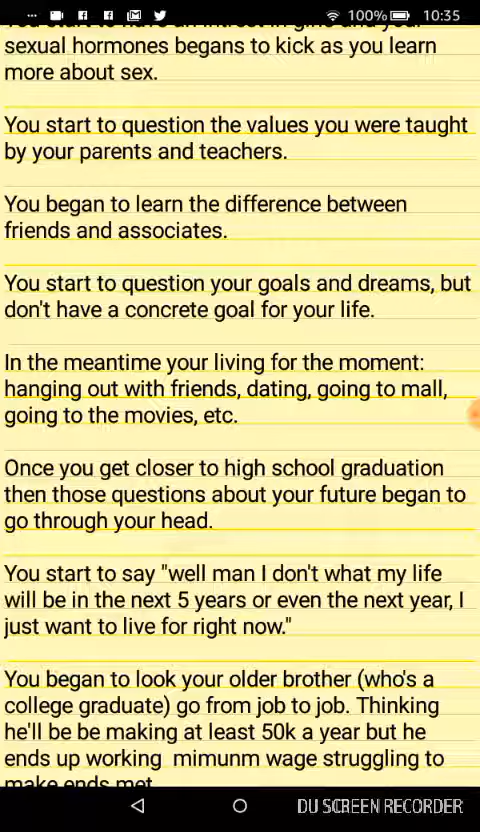 100% 10:35
sexual hormones begans to kick as you learn
more about sex.
You start to question the values you were taught
by your parents and teachers.
You began to learn the difference between
friends and associates.
You start to question your goals and dreams, but
don't have a concrete goal for your life.
In the meantime your living for the moment:
hanging out with friends, dating, going to mall,
going to the movies, etc.
Once you get closer to high school graduation
then those questions about your future began to
go through your head.
You start to say "well man I don't what my life
will be in the next 5 years or even the next year, I
just want to live for right now."
You began to look your older brother (who's a
college graduate) go from job to job. Thinking
he'll be be making at least 50k a year but he
ends up working mimunm wage struggling to
make ends met
DU SCREEN RECORDER